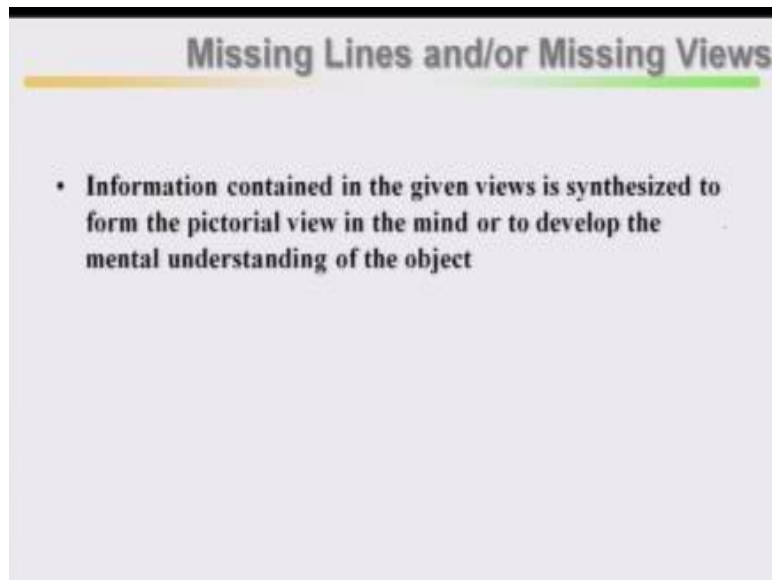 Missing Lines and/or Missing Views
• Information contained in the given views is synthesized to
form the pictorial view in the mind or to develop the
mental understanding of the object